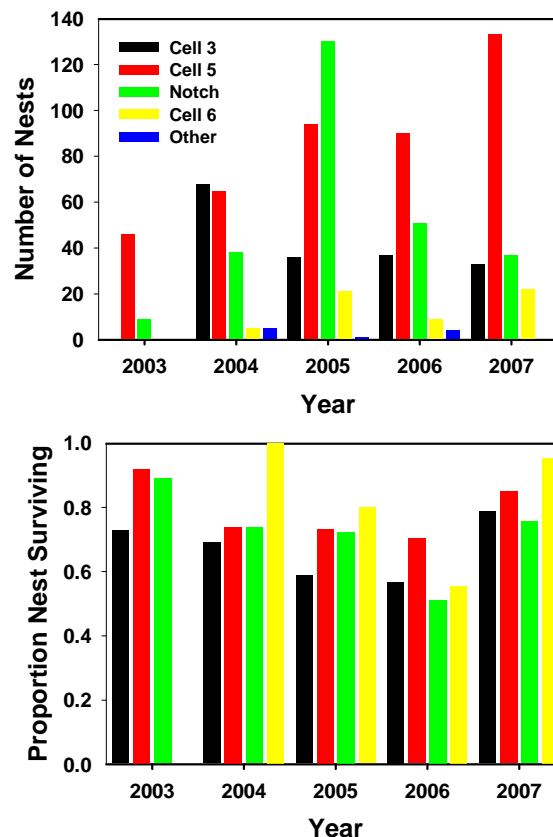 Number of Nests
140
120
100
80
60
40
20
0
Cell 3
Cell 5
Notch
Cell 6
Other
2003 2004 2005 2006 2007
Year
Proportion Nest Surviving
1.0
0.8
0.6
0.4
0.2
0.0
2003 2004 2005 2006 2007
Year